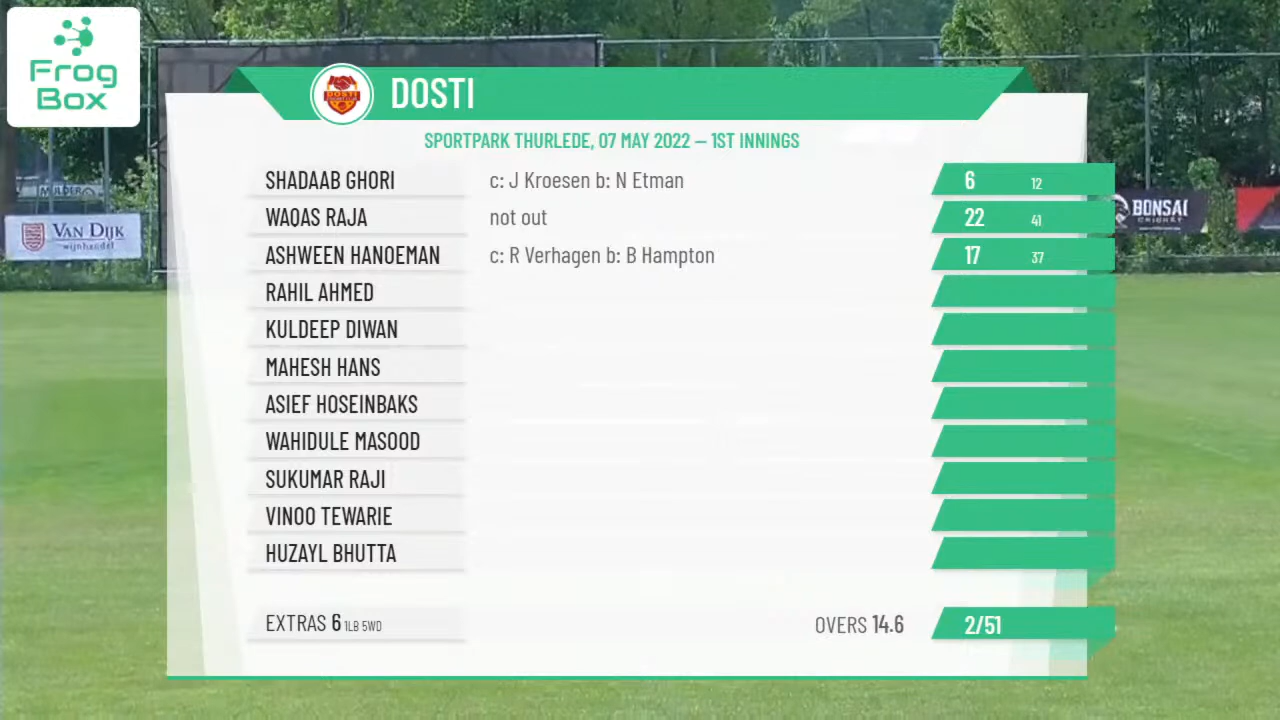 Frog
Box
DOSTI
DOSTI
SPORTPARK THURLEDE, 07 MAY 2022 – 1ST INNINGS
SHADAAB GHORI c: J Kroesen b: N Etman 6 12
WAQAS RAJA not out 22 41
ASHWEEN HANOEMAN c: R Verhagen b: B Hampton 17 37
RAHIL AHMED
KULDEEP DIWAN
MAHESH HANS
ASIEF HOSEINBAKS
WAHIDULE MASOOD
SUKUMAR RAJI
VINOO TEWARIE
HUZAYL BHUTTA
EXTRAS 6 1LB 5WD OVERS 14.6 2/51
MULDER
VAN DIJK
wijnhandel
BONSAI
CRICKET